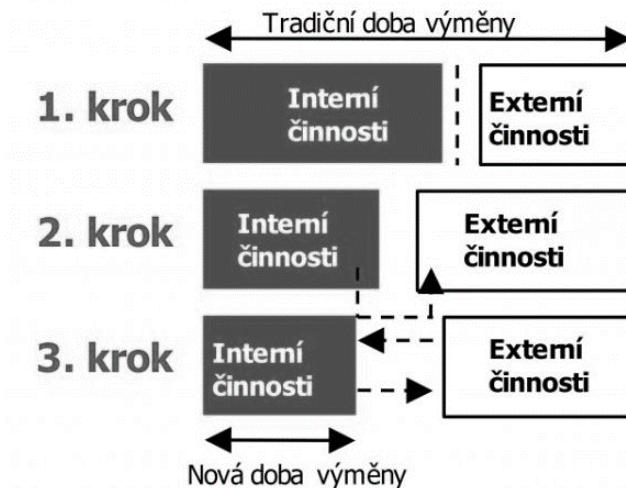 Tradiční doba výměny
1. krok
Interní
činnosti
Externí
činnosti
2. krok
Interní
činnosti
Externí
činnosti
3. krok
Interní
činnosti
Externí
činnosti
Nová doba výměny